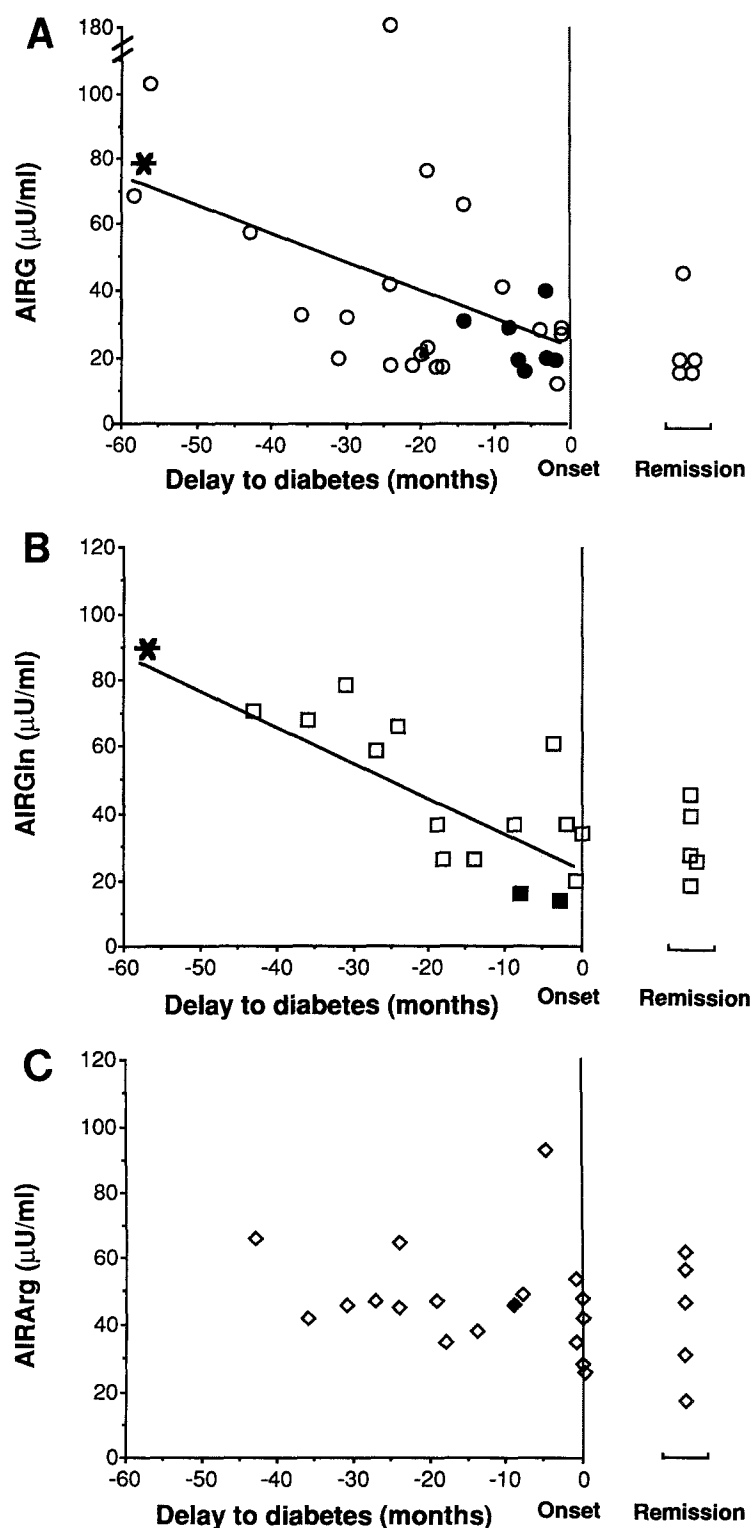 A
AIRG (µU/ml)
180
100
80
60
40
20
0
-60 -50 -40 -30 -20 -10 0
Delay to diabetes (months) Onset Remission
B
AIRGln (µU/ml)
120
100
80
60
40
20
0
-60 -50 -40 -30 -20 -10 0
Delay to diabetes (months) Onset Remission
C
AIRArg (µU/ml)
120
100
80
60
40
20
0
-60 -50 -40 -30 -20 -10 0
Delay to diabetes (months) Onset Remission